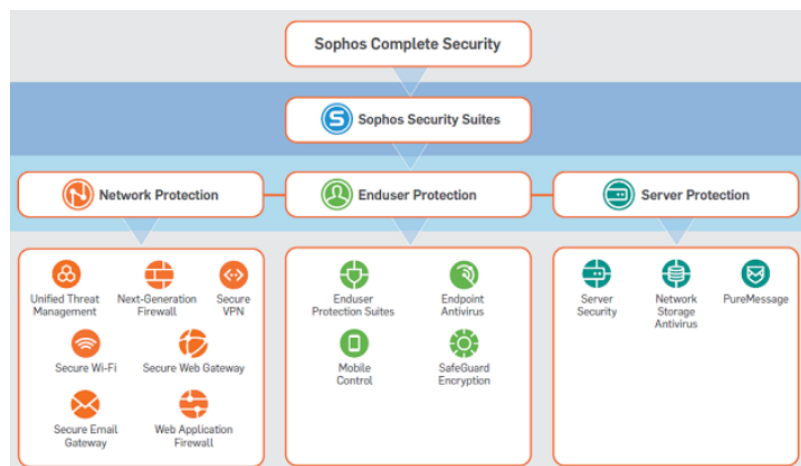 Sophos Complete Security
S Sophos Security Suites
Network Protection
Enduser Protection
Server Protection
Unified Threat
Management
Next-Generation
Firewall
Secure
VPN
Secure Wi-Fi
Secure Web Gateway
Secure Email
Gateway
Web Application
Firewall
Enduser
Protection Suites
Endpoint
Antivirus
Mobile
Control
SafeGuard
Encryption
Server
Security
Network
Storage
Antivirus
PureMessage